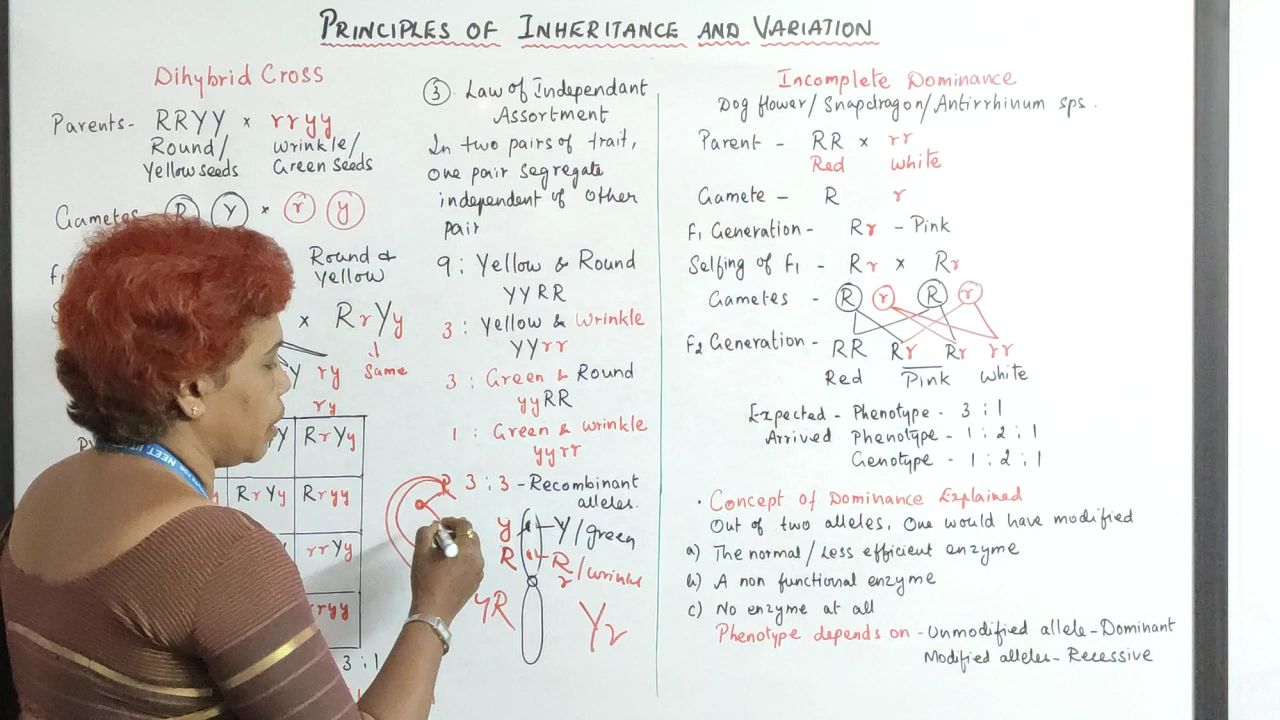 PRINCIPLES OF INHERITANCE AND VARIATION
Dihybrid Cross
Parents- RRYY × rryy
Round/ wrinkle/
Yellow seeds Green seeds
Gametes R Y × r y
F1 Round &
yellow
× RrYy
ry Same
ry
Y RrYy
RrYy Rryy
rrYy
rryy
3 : 1
3. Law of Independant
Assortment
In two pairs of trait,
one pair segregate
independent of other
pair
9 : Yellow & Round
YYRR
3 : Yellow & Wrinkle
YYrr
3 : Green & Round
yyRR
1 : Green & wrinkle
yyrr
3 : 3 - Recombinant
alleles.
y Y/green
R R/wrinkle
r
yR Yr
Incomplete Dominance
Dog flower/ Snapdragon/Antirrhinum sps.
Parent - RR × rr
Red white
Gamete - R r
F1 Generation - Rr - Pink
Selfing of F1 - Rr × Rr
Gametes - R r R r
F2 Generation - RR Rr Rr rr
Red Pink White
Expected - Phenotype - 3 : 1
Arrived Phenotype - 1 : 2 : 1
Genotype - 1 : 2 : 1
. Concept of Dominance Explained
Out of two alleles, One would have modified
a) The normal / Less efficient enzyme
b) A non functional enzyme
c) No enzyme at all
Phenotype depends on - Unmodified allele - Dominant
Modified alleles - Recessive
NEET